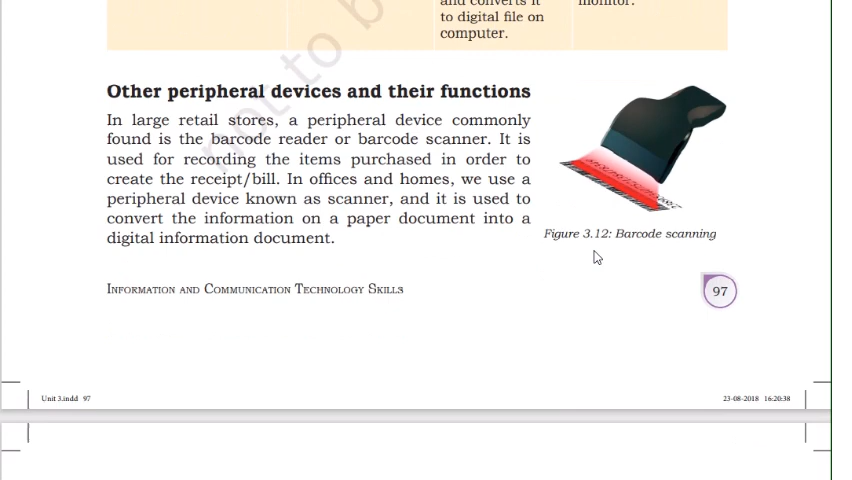 and converts it
monitor.
to digital file on
computer.
not to b
Other peripheral devices and their functions
In large retail stores, a peripheral device commonly
found is the barcode reader or barcode scanner. It is
used for recording the items purchased in order to
create the receipt/bill. In offices and homes, we use a
peripheral device known as scanner, and it is used to
convert the information on a paper document into a
digital information document.
Figure 3.12: Barcode scanning
INFORMATION AND COMMUNICATION TECHNOLOGY SKILLS
97
Unit 3.indd 97
23-08-2018 16:20:38